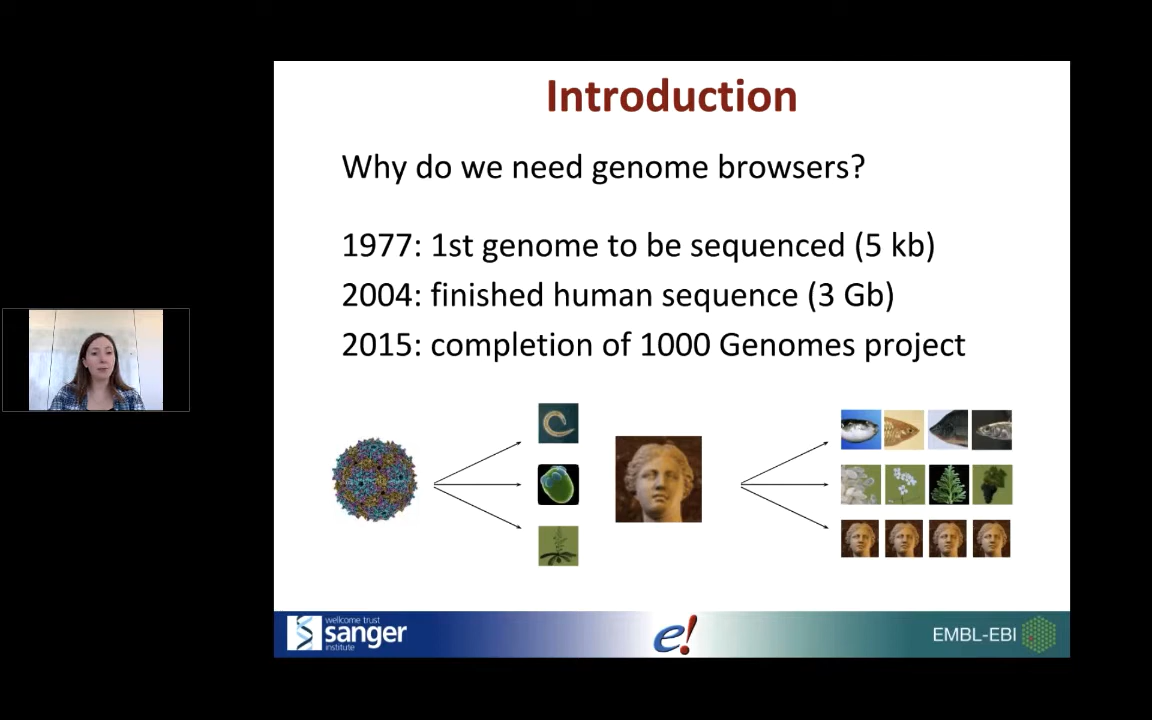 Introduction
Why do we need genome browsers?
1977: 1st genome to be sequenced (5 kb)
2004: finished human sequence (3 Gb)
2015: completion of 1000 Genomes project
wellcome trust
sanger
institute
e!
EMBL-EBI